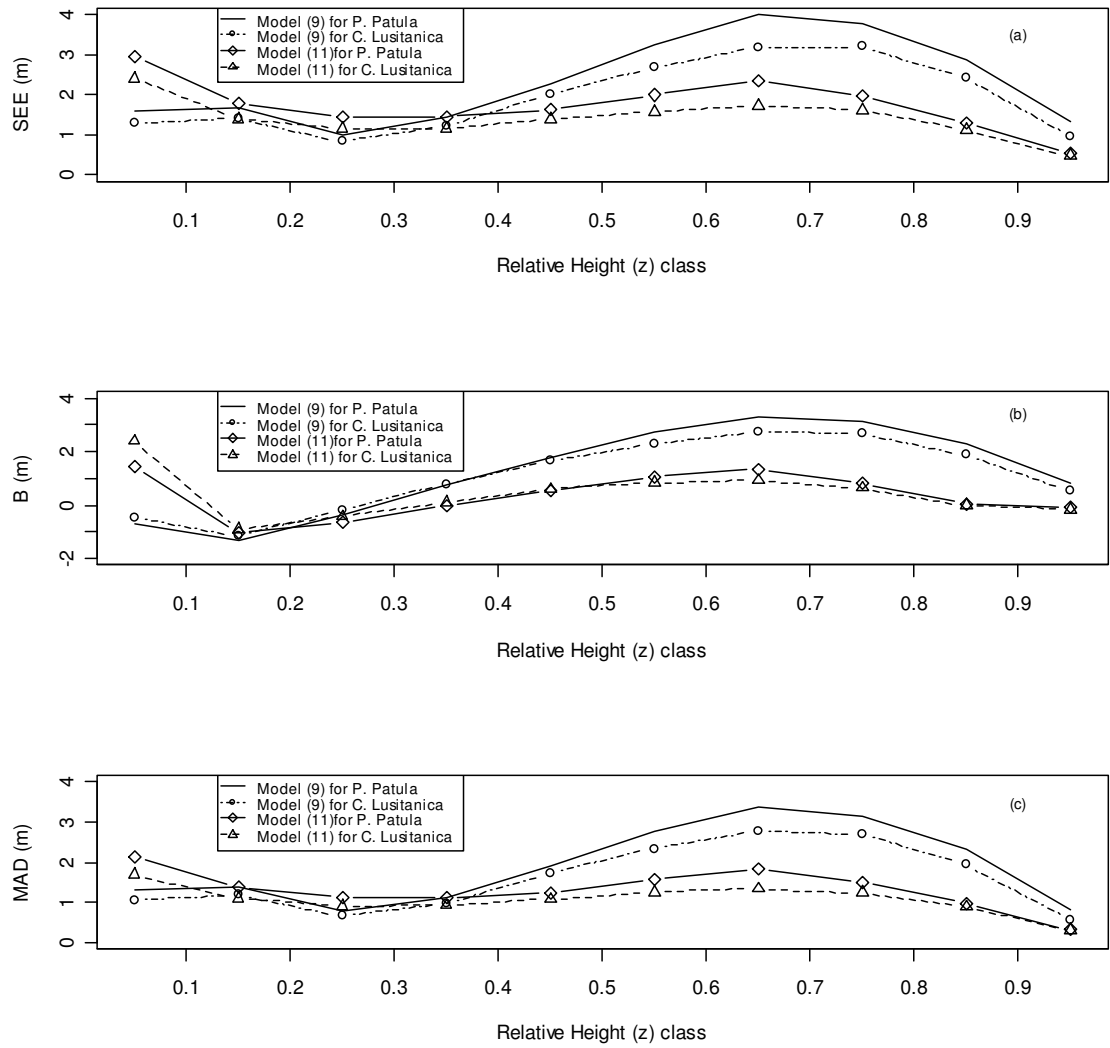 4
3
2
1
0
SEE (m)
Model (9) for P. Patula
Model (9) for C. Lusitanica
Model (11)for P. Patula
Model (11) for C. Lusitanica
(a)
0.1 0.2 0.3 0.4 0.5 0.6 0.7 0.8 0.9
Relative Height (z) class
4
2
0
-2
B (m)
Model (9) for P. Patula
Model (9) for C. Lusitanica
Model (11)for P. Patula
Model (11) for C. Lusitanica
(b)
0.1 0.2 0.3 0.4 0.5 0.6 0.7 0.8 0.9
Relative Height (z) class
4
3
2
1
0
MAD (m)
Model (9) for P. Patula
Model (9) for C. Lusitanica
Model (11)for P. Patula
Model (11) for C. Lusitanica
(c)
0.1 0.2 0.3 0.4 0.5 0.6 0.7 0.8 0.9
Relative Height (z) class